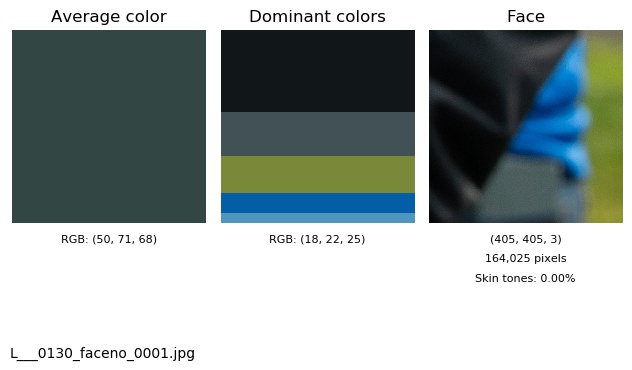 Average color
Dominant colors
Face
RGB: (50, 71, 68)
RGB: (18, 22, 25)
(405, 405, 3)
164,025 pixels
Skin tones: 0.00%
L___0130_faceno_0001.jpg